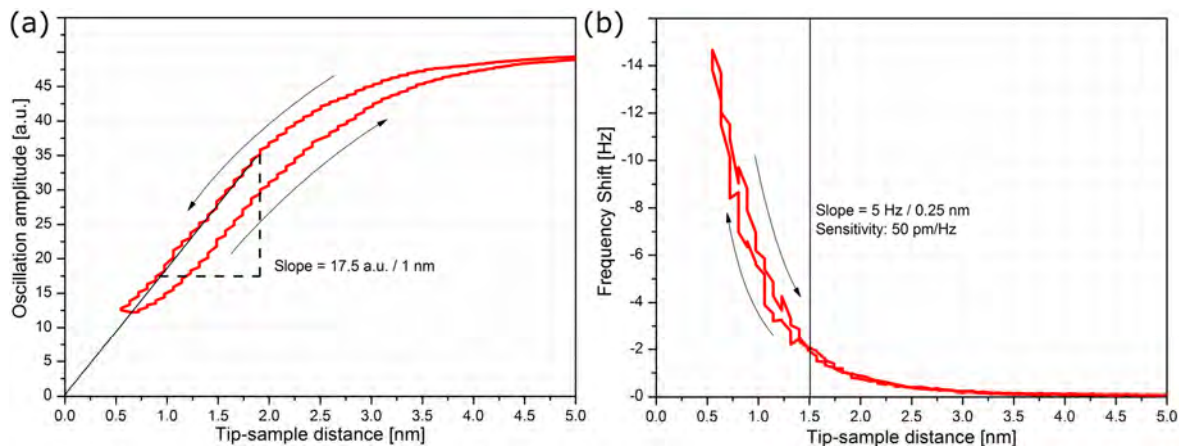 (a)
Oscillation amplitude [a.u.]
45
40
35
30
25
20
15
10
5
0
0.0 0.5 1.0 1.5 2.0 2.5 3.0 3.5 4.0 4.5 5.0
Tip-sample distance [nm]
Slope = 17.5 a.u. / 1 nm
(b)
Frequency Shift [Hz]
-14
-12
-10
-8
-6
-4
-2
-0
0.0 0.5 1.0 1.5 2.0 2.5 3.0 3.5 4.0 4.5 5.0
Tip-sample distance [nm]
Slope = 5 Hz / 0.25 nm
Sensitivity: 50 pm/Hz